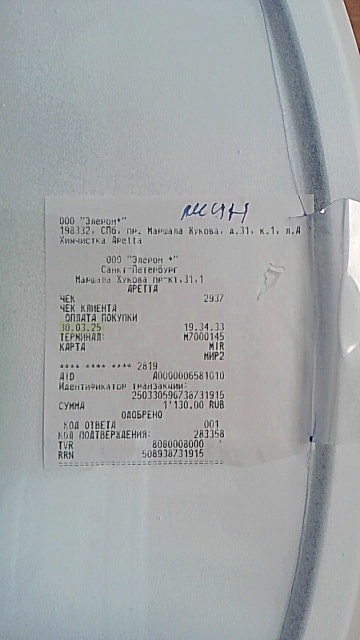 ООО "Элерон+"
198332, СПб, пр. Маршала Жукова, д.31, к.1, л.А
Химчистка Аретта
ООО "Элерон +"
Санкт-Петербург
Маршала Жукова пр-кт,31,1
АРЕТТА
ЧЕК 2937
ЧЕК КЛИЕНТА
ОПЛАТА ПОКУПКИ
30.03.25 19.34.33
ТЕРМИНАЛ: M7000145
КАРТА MIR
МИР2
**** **** **** 2819
AID A0000006581010
Идентификатор транзакции:
250330596738731915
СУММА 1'130.00 RUB
ОДОБРЕНО
КОД ОТВЕТА 001
КОД ПОДТВЕРЖДЕНИЯ: 283358
TVR 8080008000
RRN 508938731915